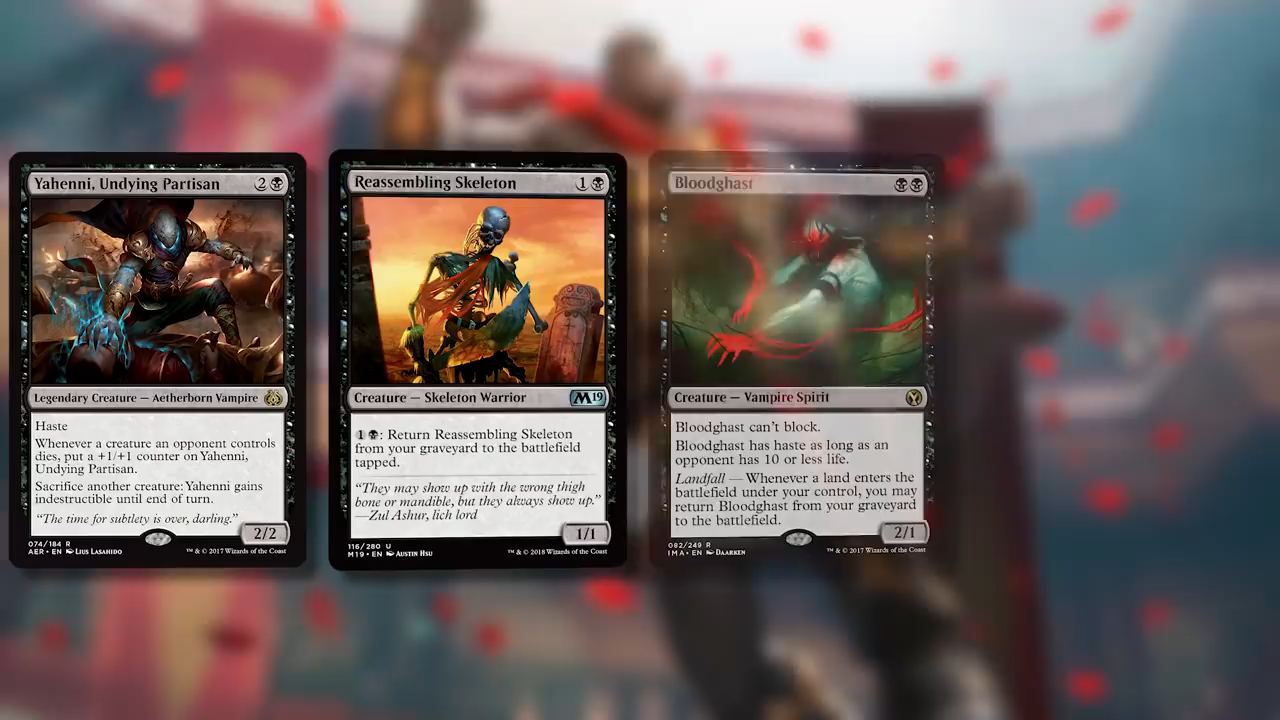 Yahenni, Undying Partisan 2
Haste
Legendary Creature — Aetherborn Vampire
Whenever a creature an opponent controls
dies, put a +1/+1 counter on Yahenni,
Undying Partisan.
Sacrifice another creature: Yahenni gains
indestructible until end of turn.
"The time for subtlety is over, darling."
2/2
074/184 R
AER • EN Lius Lasahido
™ & © 2017 Wizards of the Coast
Reassembling Skeleton 1
Creature — Skeleton Warrior
M19
1: Return Reassembling Skeleton
from your graveyard to the battlefield
tapped.
"They may show up with the wrong thigh
bone or mandible, but they always show up."
—Zul Ashur, lich lord
1/1
116/280 U
M19 • EN Austin Hsu
™ & © 2018 Wizards of the Coast
Bloodghast
Creature — Vampire Spirit
Bloodghast can't block.
Bloodghast has haste as long as an
opponent has 10 or less life.
Landfall — Whenever a land enters the
battlefield under your control, you may
return Bloodghast from your graveyard
to the battlefield.
2/1
082/249 R
IMA • EN Daarken
™ & © 2017 Wizards of the Coast